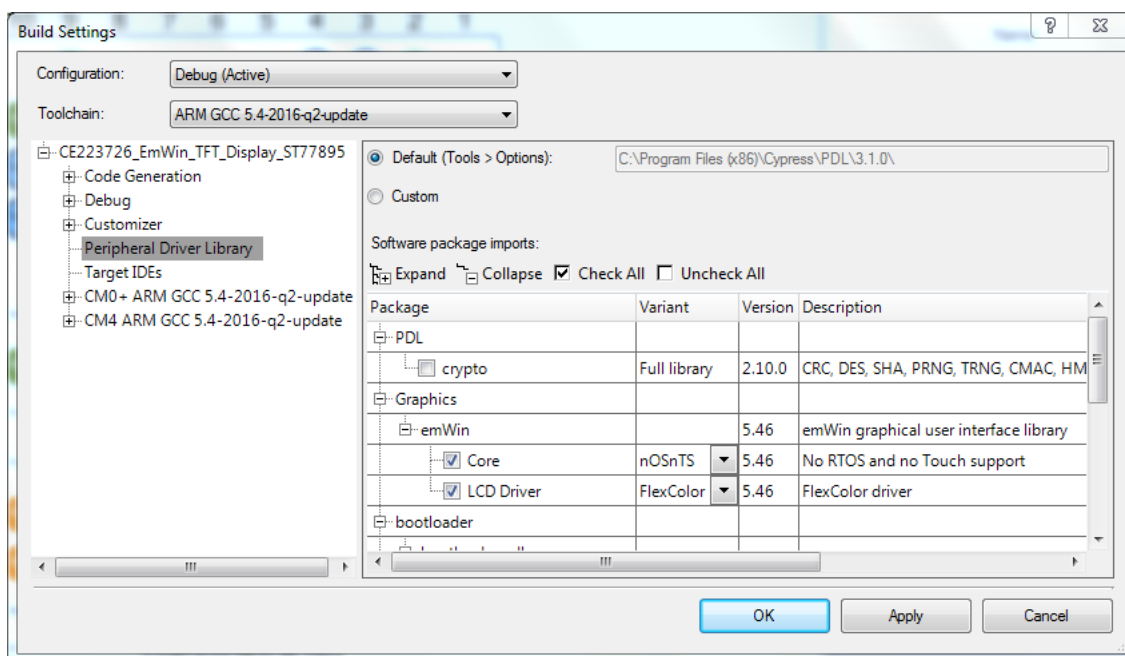 Build Settings
Configuration: Debug (Active)
Toolchain: ARM GCC 5.4-2016-q2-update
CE223726_EmWin_TFT_Display_ST77895
Code Generation
Debug
Customizer
Peripheral Driver Library
Target IDEs
CM0+ ARM GCC 5.4-2016-q2-update
CM4 ARM GCC 5.4-2016-q2-update
Default (Tools > Options): C:\Program Files (x86)\Cypress\PDL\3.1.0\
Custom
Software package imports:
Expand Collapse Check All Uncheck All
Package Variant Version Description
PDL
crypto Full library 2.10.0 CRC, DES, SHA, PRNG, TRNG, CMAC, HM
Graphics
emWin 5.46 emWin graphical user interface library
Core nOSnTS 5.46 No RTOS and no Touch support
LCD Driver FlexColor 5.46 FlexColor driver
bootloader
OK Apply Cancel